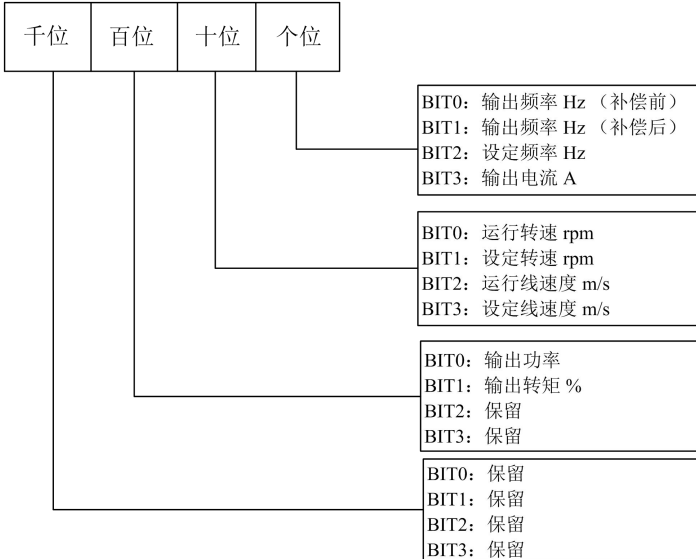 千位 百位 十位 个位
BIT0：输出频率 Hz （补偿前）
BIT1：输出频率 Hz （补偿后）
BIT2：设定频率 Hz
BIT3：输出电流 A
BIT0：运行转速 rpm
BIT1：设定转速 rpm
BIT2：运行线速度 m/s
BIT3：设定线速度 m/s
BIT0：输出功率
BIT1：输出转矩 %
BIT2：保留
BIT3：保留
BIT0：保留
BIT1：保留
BIT2：保留
BIT3：保留